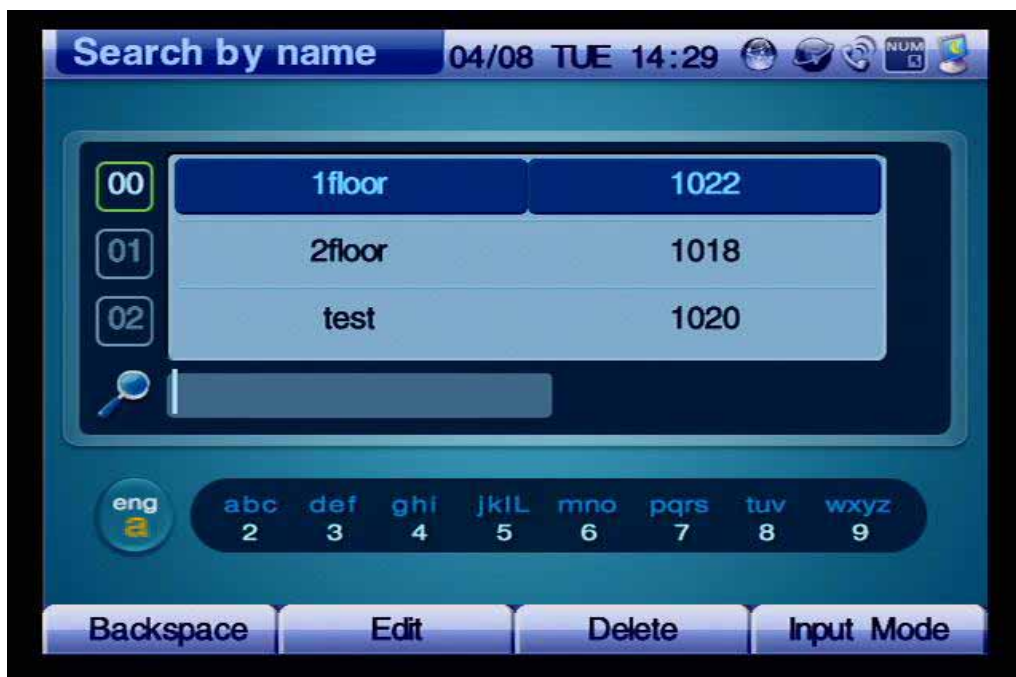 Search by name 04/08 TUE 14:29 NUM
00 1floor 1022
01 2floor 1018
02 test 1020
eng a
abc def ghi jklL mno pqrs tuv wxyz
2 3 4 5 6 7 8 9
Backspace Edit Delete Input Mode